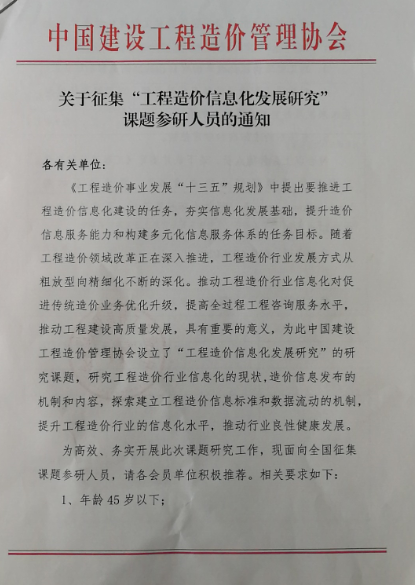 中国建设工程造价管理协会
关于征集“工程造价信息化发展研究”
课题参研人员的通知
各有关单位：
《工程造价事业发展“十三五”规划》中提出要推进工
程造价信息化建设的任务，夯实信息化发展基础，提升造价
信息服务能力和构建多元化信息服务体系的任务目标。随着
工程造价领域改革正在深入推进，工程造价行业发展方式从
粗放型向精细化不断的深化。推动工程造价行业信息化对促
进传统造价业务优化升级，提高全过程工程咨询服务水平，
推动工程建设高质量发展，具有重要的意义，为此中国建设
工程造价管理协会设立了“工程造价信息化发展研究”的研
究课题，研究工程造价行业信息化的现状,造价信息发布的
机制和内容，探索建立工程造价信息标准和数据流动的机制，
提升工程造价行业的信息化水平，推动行业良性健康发展。
为高效、务实开展此次课题研究工作，现面向全国征集
课题参研人员，请各会员单位积极推荐。相关要求如下：
1、年龄 45 岁以下；